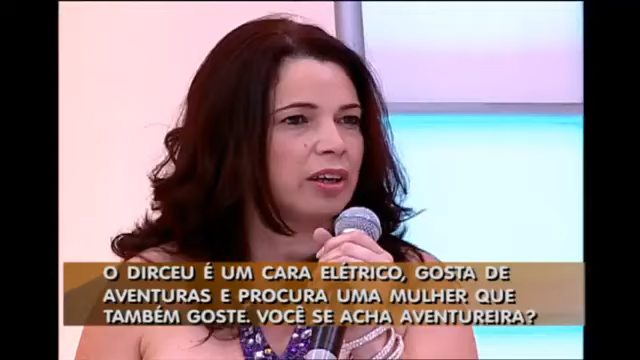 O DIRCEU É UM CARA ELÉTRICO, GOSTA DE
AVENTURAS E PROCURA UMA MULHER QUE
TAMBÉM GOSTE. VOCÊ SE ACHA AVENTUREIRA?